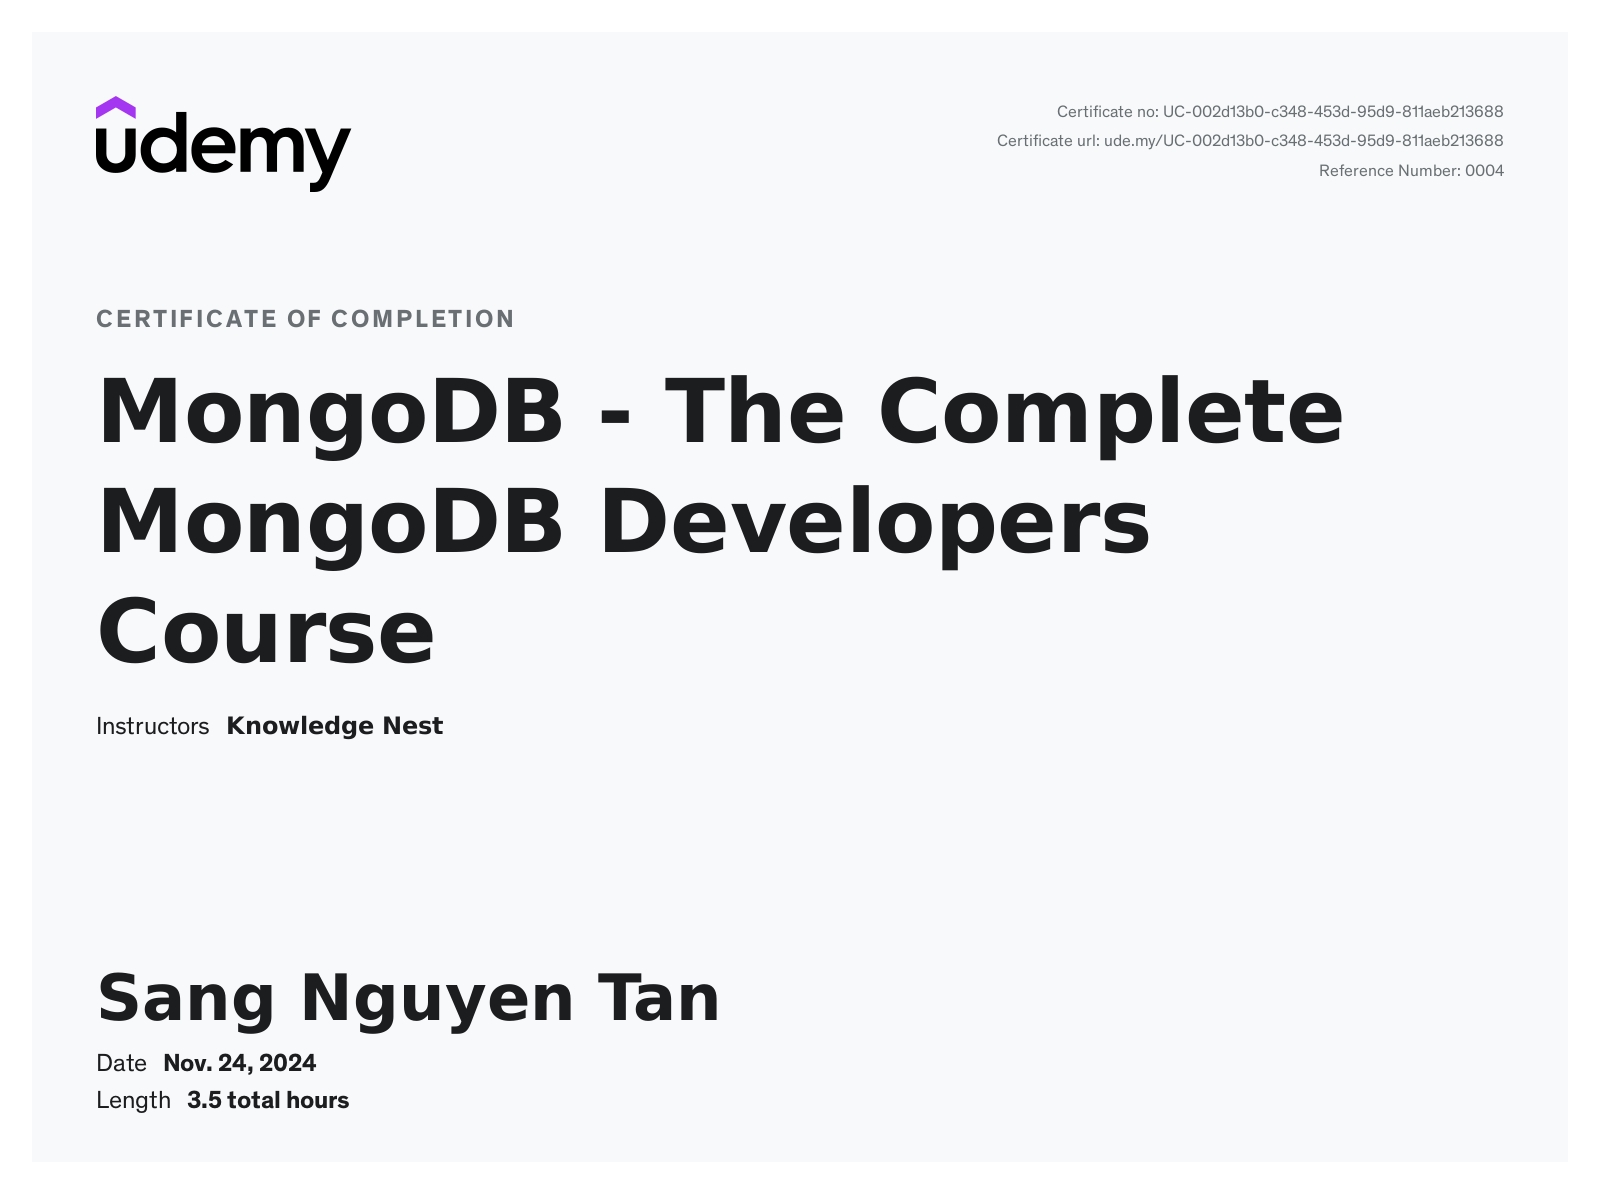 udemy
Certificate no: UC-002d13b0-c348-453d-95d9-811aeb213688
Certificate url: ude.my/UC-002d13b0-c348-453d-95d9-811aeb213688
Reference Number: 0004
CERTIFICATE OF COMPLETION
MongoDB - The Complete
MongoDB Developers
Course
Instructors Knowledge Nest
Sang Nguyen Tan
Date Nov. 24, 2024
Length 3.5 total hours